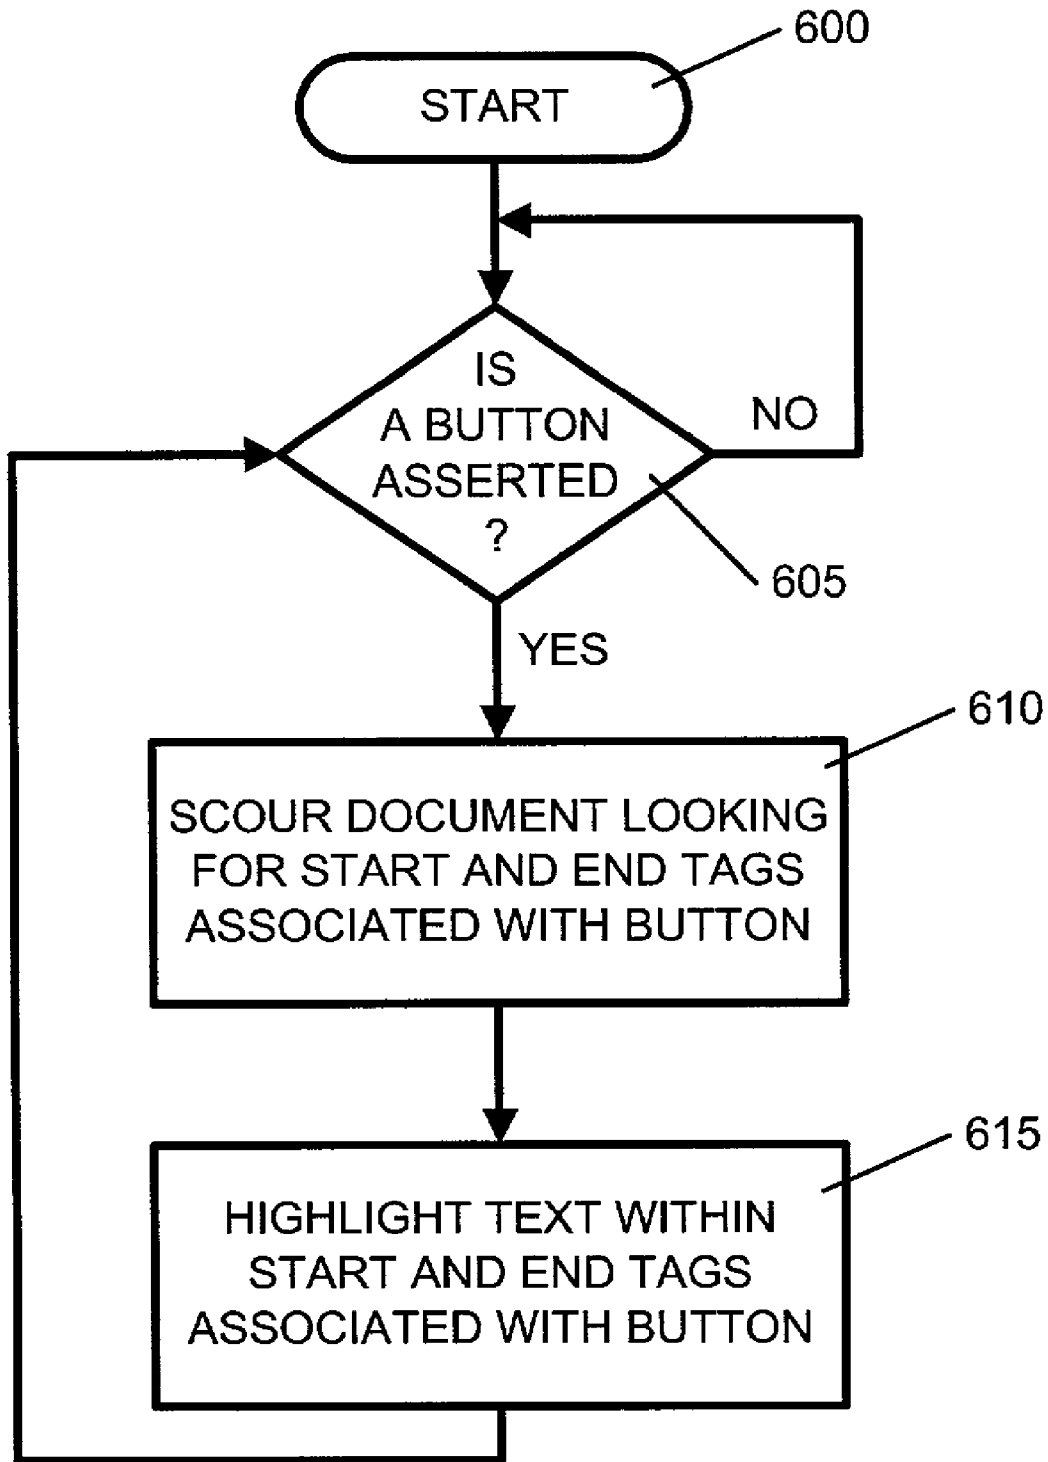 600
START
IS
A BUTTON
ASSERTED
?
NO
605
YES
610
SCOUR DOCUMENT LOOKING
FOR START AND END TAGS
ASSOCIATED WITH BUTTON
615
HIGHLIGHT TEXT WITHIN
START AND END TAGS
ASSOCIATED WITH BUTTON